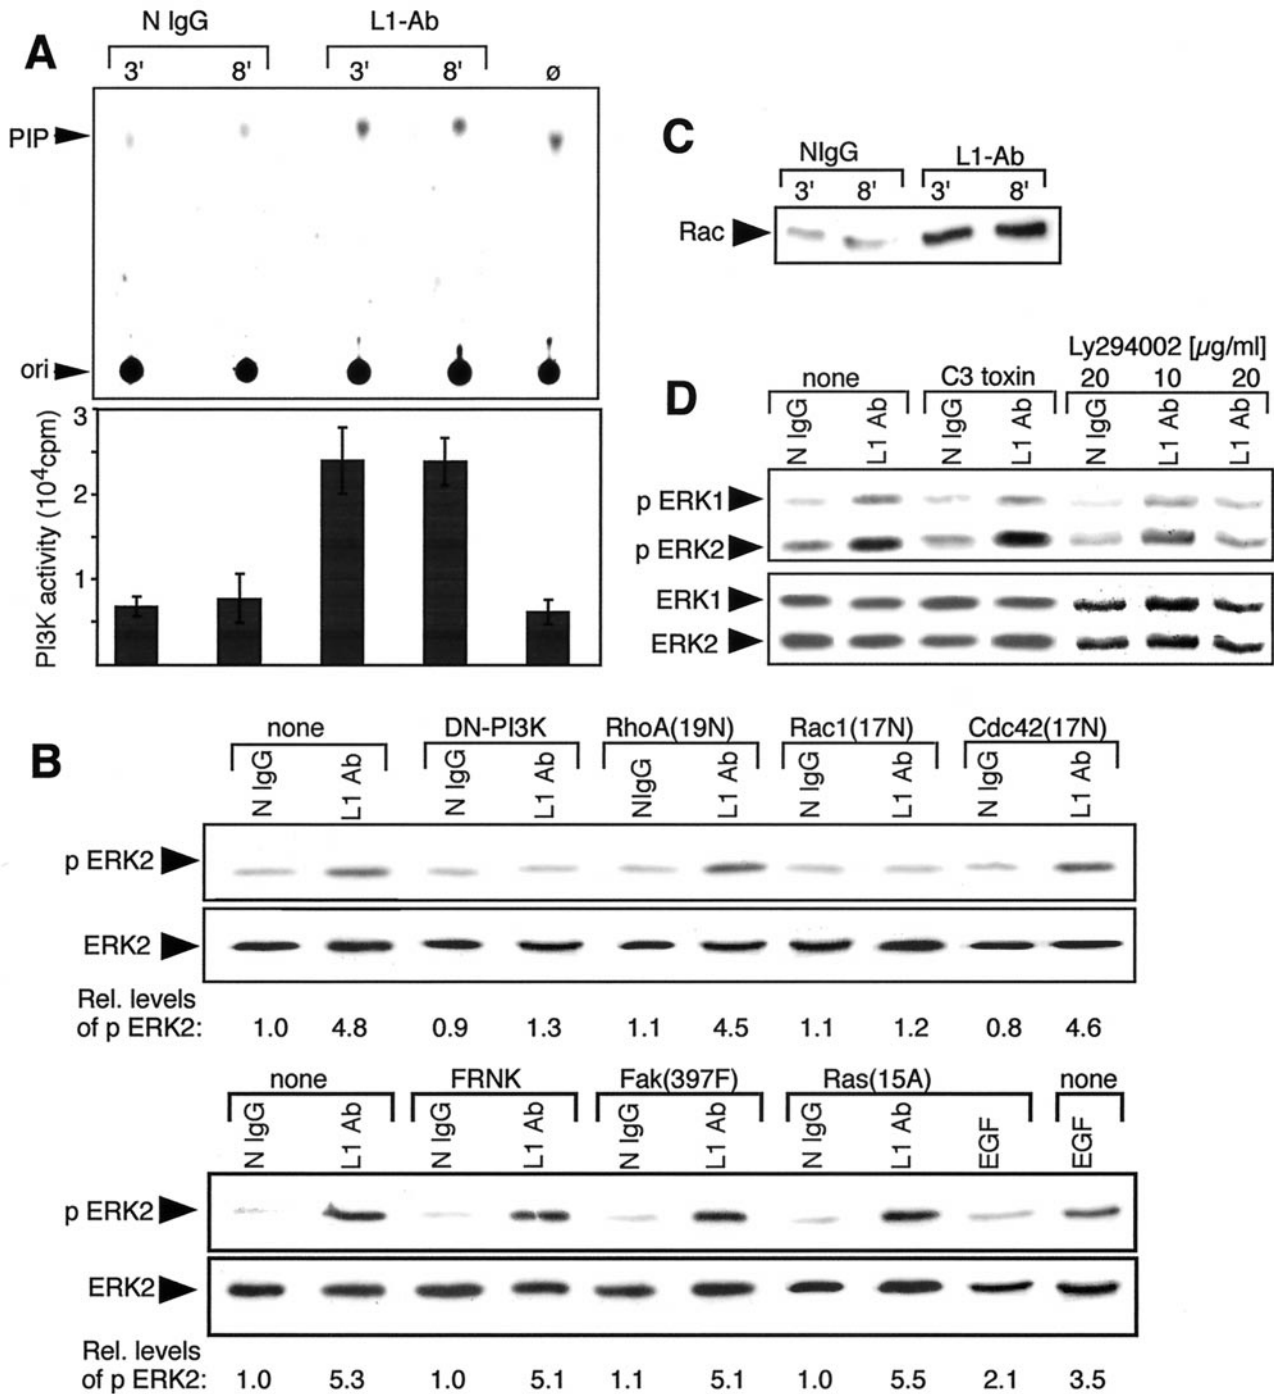 A
N IgG L1-Ab
3' 8' 3' 8' ø
PIP
ori
PI3K activity (10⁴cpm)
3
2
1
C
NIgG L1-Ab
3' 8' 3' 8'
Rac
D
Ly294002 [µg/ml]
none C3 toxin 20 10 20
N IgG L1 Ab N IgG L1 Ab N IgG L1 Ab L1 Ab
p ERK1
p ERK2
ERK1
ERK2
B
none DN-PI3K RhoA(19N) Rac1(17N) Cdc42(17N)
N IgG L1 Ab N IgG L1 Ab NIgG L1 Ab N IgG L1 Ab N IgG L1 Ab
p ERK2
ERK2
Rel. levels
of p ERK2: 1.0 4.8 0.9 1.3 1.1 4.5 1.1 1.2 0.8 4.6
none FRNK Fak(397F) Ras(15A) none
N IgG L1 Ab N IgG L1 Ab N IgG L1 Ab N IgG L1 Ab EGF EGF
p ERK2
ERK2
Rel. levels
of p ERK2: 1.0 5.3 1.0 5.1 1.1 5.1 1.0 5.5 2.1 3.5